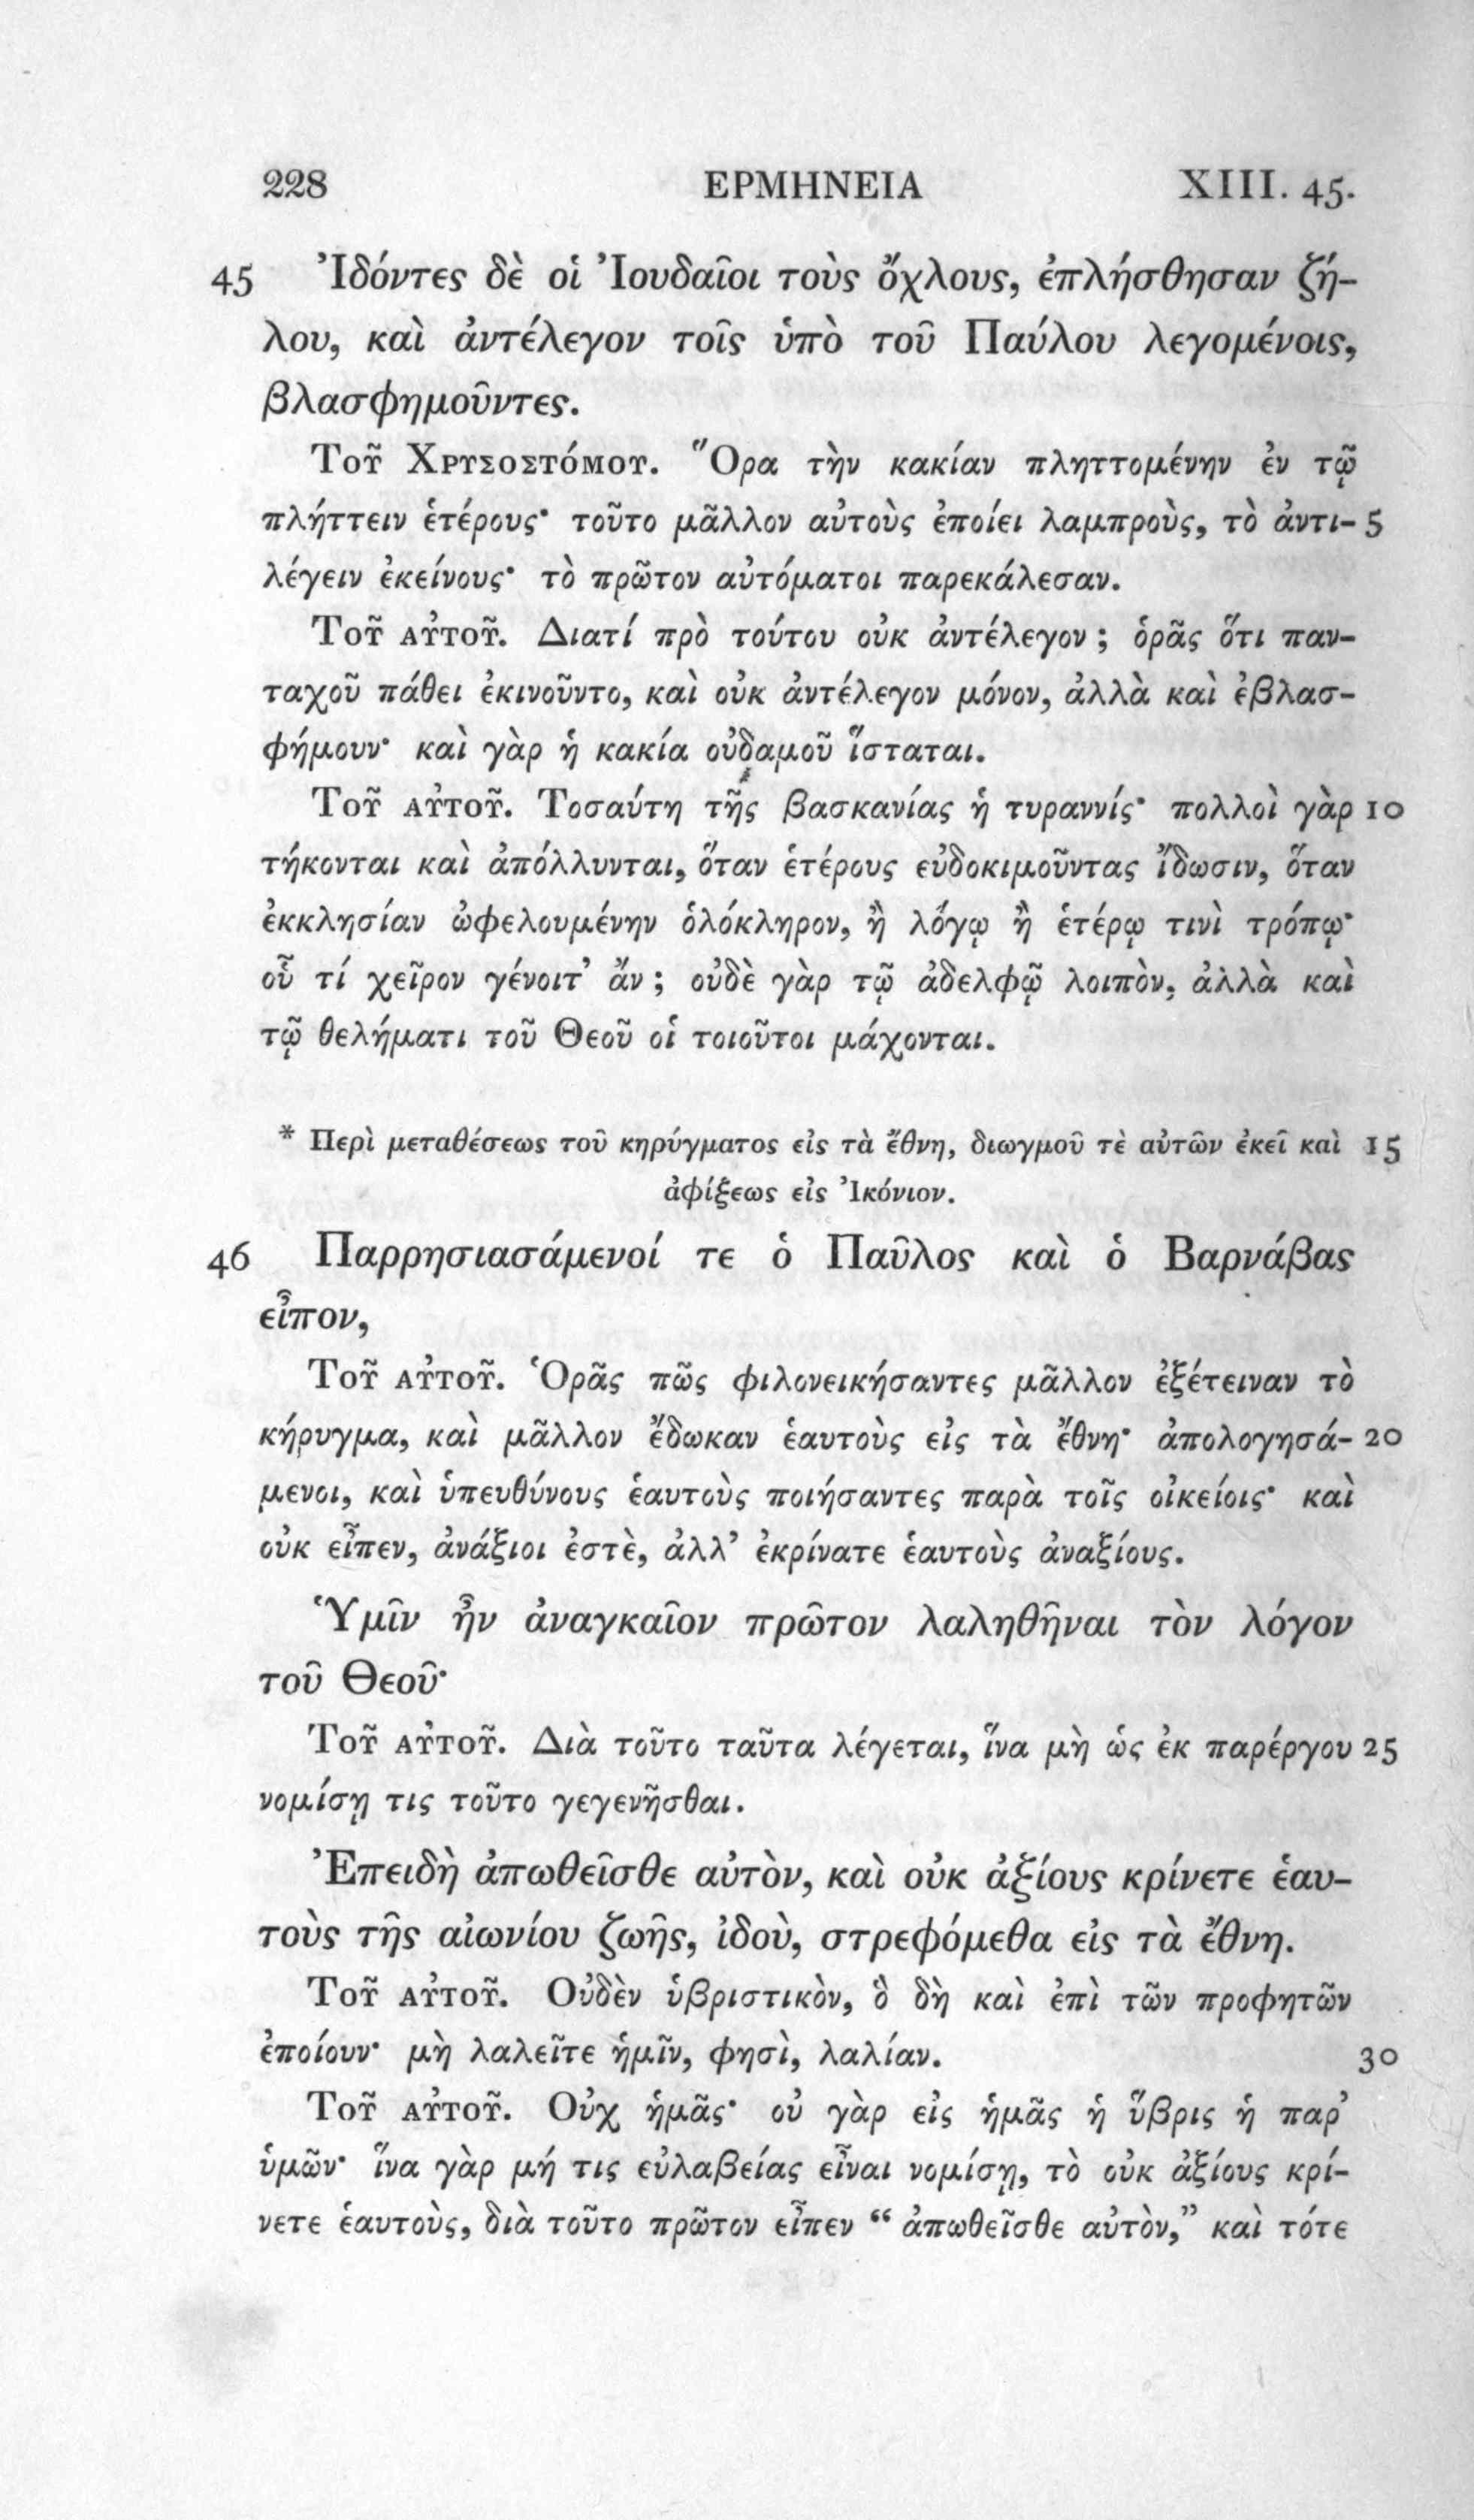 228 ΕΡΜΗΝΕΙΑ XIII. 45.
45 Ἰδόντες δὲ οἱ Ἰουδαῖοι τοὺς ὄχλους, ἐπλήσθησαν ζή-
λου, καὶ ἀντέλεγον τοῖς ὑπὸ τοῦ Παύλου λεγομένοις,
βλασφημοῦντες.
Τοῦ Χρυσοστόμου. Ὅρα τὴν κακίαν πληττομένην ἐν τῷ
πλήττειν ἑτέρους· τοῦτο μᾶλλον αὐτοὺς ἐποίει λαμπροὺς, τὸ ἀντι- 5
λέγειν ἐκείνους· τὸ πρῶτον αὐτόματοι παρεκάλεσαν.
Τοῦ αὐτοῦ. Διατί πρὸ τούτου οὐκ ἀντέλεγον; ὁρᾶς ὅτι παν-
ταχοῦ πάθει ἐκινοῦντο, καὶ οὐκ ἀντέλεγον μόνον, ἀλλὰ καὶ ἐβλασ-
φήμουν· καὶ γὰρ ἡ κακία οὐδαμοῦ ἵσταται.
Τοῦ αὐτοῦ. Τοσαύτη τῆς βασκανίας ἡ τυραννίς· πολλοὶ γὰρ 10
τήκονται καὶ ἀπόλλυνται, ὅταν ἑτέρους εὐδοκιμοῦντας ἴδωσιν, ὅταν
ἐκκλησίαν ὠφελουμένην ὁλόκληρον, ἢ λόγῳ ἢ ἑτέρῳ τινὶ τρόπῳ·
οὗ τί χεῖρον γένοιτ' ἄν; οὐδὲ γὰρ τῷ ἀδελφῷ λοιπὸν, ἀλλὰ καὶ
τῷ θελήματι τοῦ Θεοῦ οἱ τοιοῦτοι μάχονται.
* Περὶ μεταθέσεως τοῦ κηρύγματος εἰς τὰ ἔθνη, διωγμοῦ τὲ αὐτῶν ἐκεῖ καὶ 15
ἀφίξεως εἰς Ἰκόνιον.
46 Παρρησιασάμενοί τε ὁ Παῦλος καὶ ὁ Βαρνάβας
εἶπον,
Τοῦ αὐτοῦ. Ὁρᾶς πῶς φιλονεικήσαντες μᾶλλον ἐξέτειναν τὸ
κήρυγμα, καὶ μᾶλλον ἔδωκαν ἑαυτοὺς εἰς τὰ ἔθνη· ἀπολογησά- 20
μενοι, καὶ ὑπευθύνους ἑαυτοὺς ποιήσαντες παρὰ τοῖς οἰκείοις· καὶ
οὐκ εἶπεν, ἀνάξιοι ἐστὲ, ἀλλ' ἐκρίνατε ἑαυτοὺς ἀναξίους.
Ὑμῖν ἦν ἀναγκαῖον πρῶτον λαληθῆναι τὸν λόγον
τοῦ Θεοῦ·
Τοῦ αὐτοῦ. Διὰ τοῦτο ταῦτα λέγεται, ἵνα μὴ ὡς ἐκ παρέργου 25
νομίσῃ τις τοῦτο γεγενῆσθαι.
Ἐπειδὴ ἀπωθεῖσθε αὐτὸν, καὶ οὐκ ἀξίους κρίνετε ἑαυ-
τοὺς τῆς αἰωνίου ζωῆς, ἰδοὺ, στρεφόμεθα εἰς τὰ ἔθνη.
Τοῦ αὐτοῦ. Οὐδὲν ὑβριστικὸν, ὃ δὴ καὶ ἐπὶ τῶν προφητῶν
ἐποίουν· μὴ λαλεῖτε ἡμῖν, φησὶ, λαλίαν. 30
Τοῦ αὐτοῦ. Οὐχ ἡμᾶς· οὐ γὰρ εἰς ἡμᾶς ἡ ὕβρις ἡ παρ'
ὑμῶν· ἵνα γὰρ μή τις εὐλαβείας εἶναι νομίσῃ, τὸ οὐκ ἀξίους κρί-
νετε ἑαυτοὺς, διὰ τοῦτο πρῶτον εἶπεν “ ἀπωθεῖσθε αὐτὸν,” καὶ τότε